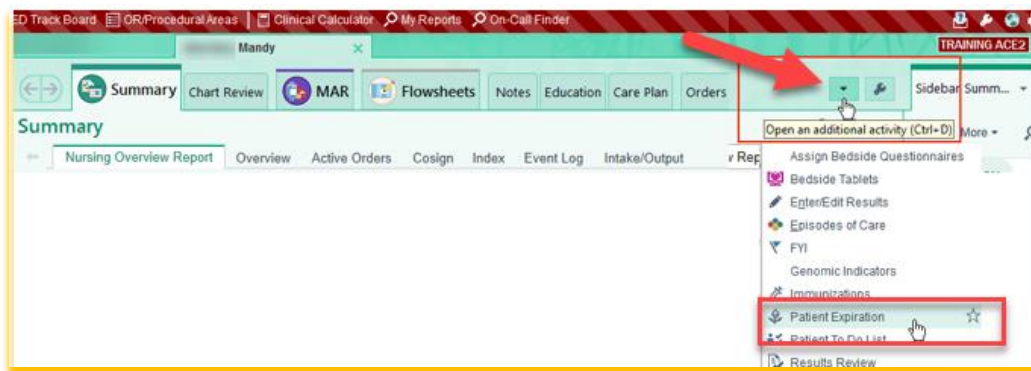 ED Track Board OR/Procedural Areas Clinical Calculator My Reports On-Call Finder
Mandy TRAINING ACE2
Summary Chart Review MAR Flowsheets Notes Education Care Plan Orders Sidebar Summ...
Summary Open an additional activity (Ctrl+D) More
Nursing Overview Report Overview Active Orders Cosign Index Event Log Intake/Output
Assign Bedside Questionnaires
Bedside Tablets
Enter/Edit Results
Episodes of Care
FYI
Genomic Indicators
Immunizations
Patient Expiration
Patient To Do List
Results Review